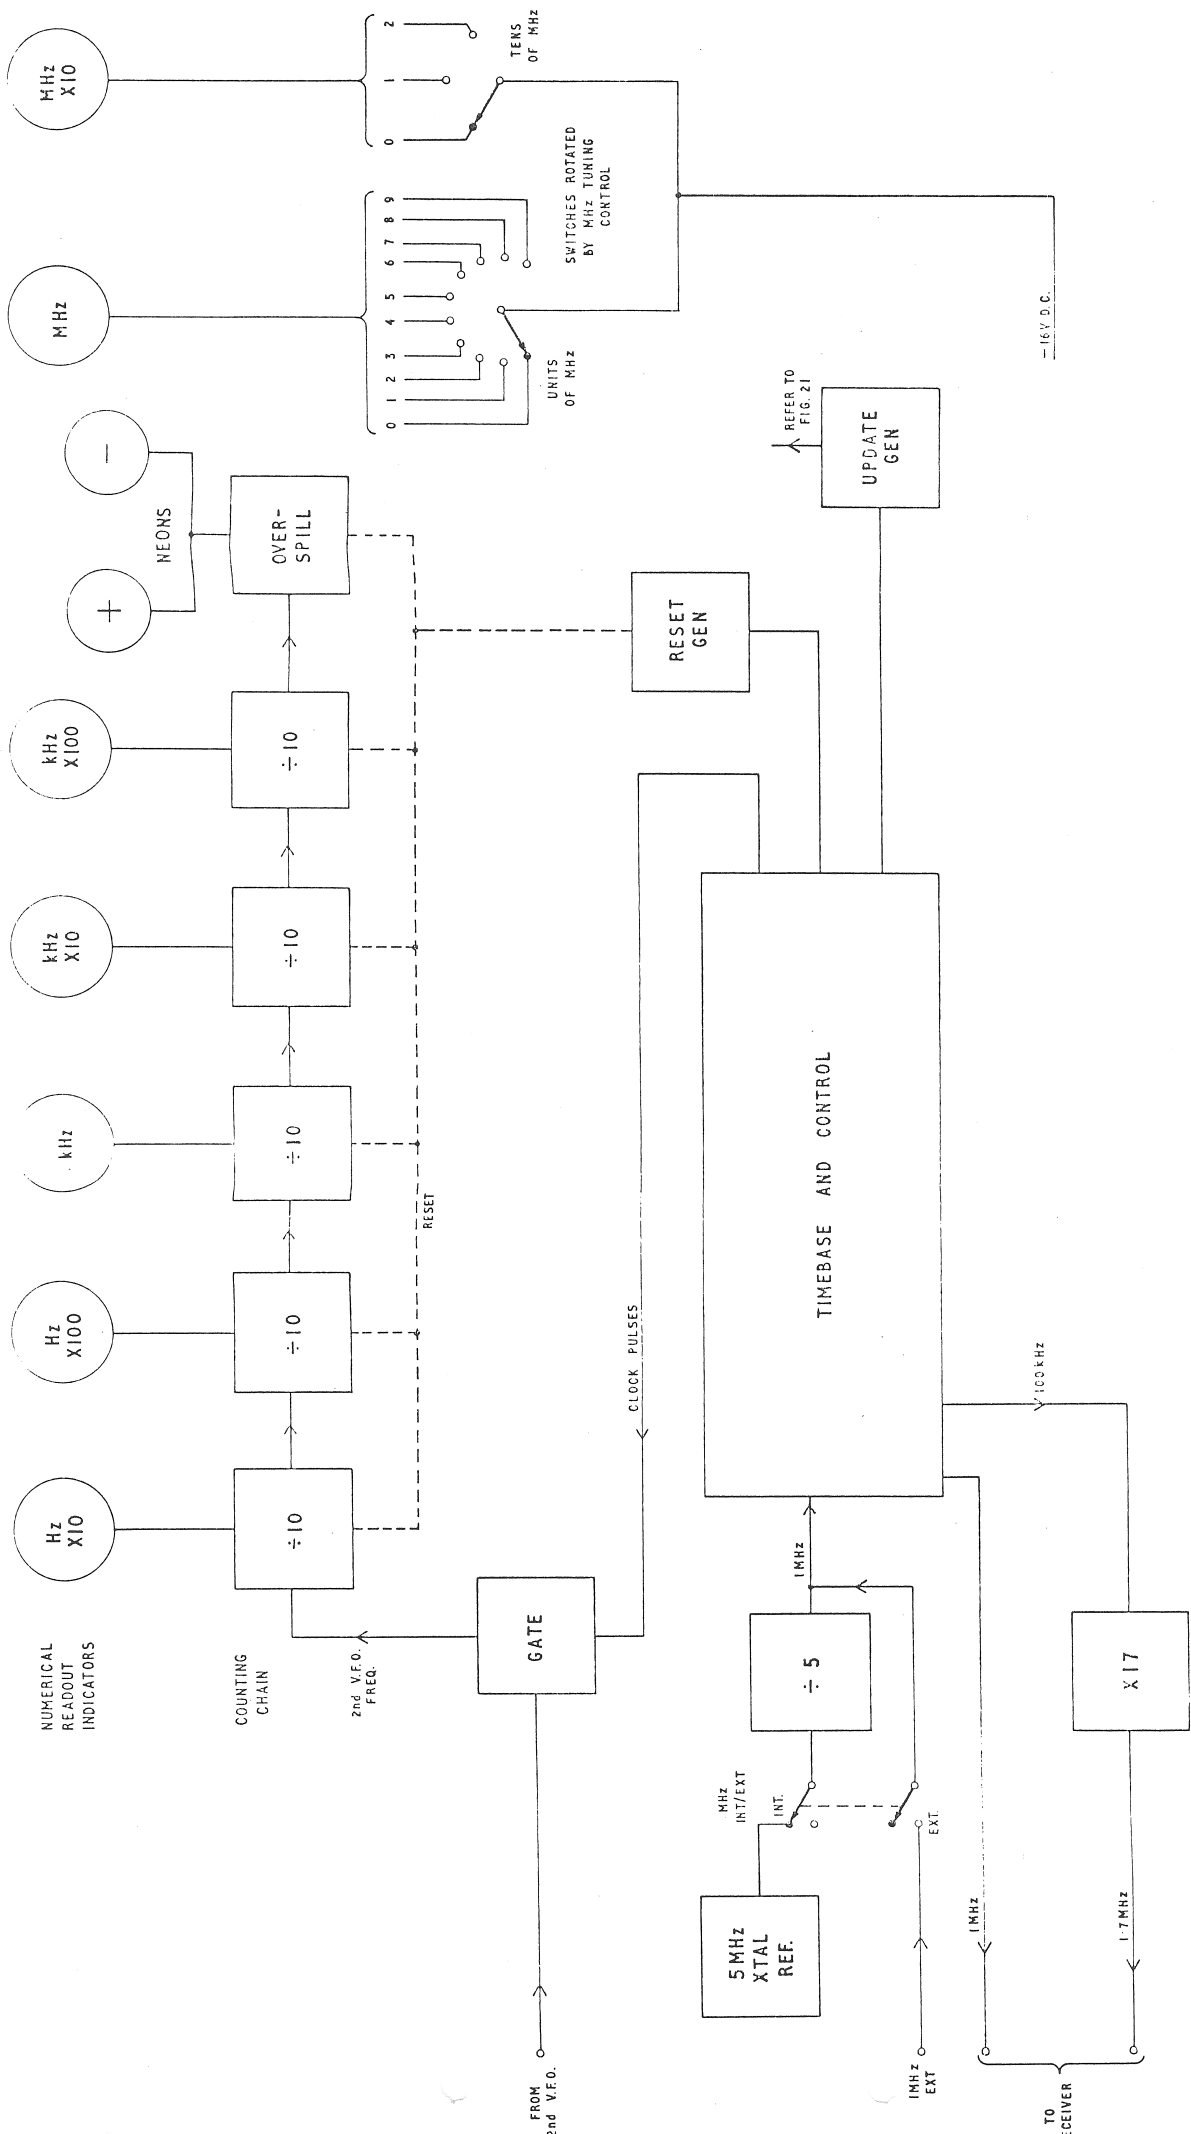 NUMERICAL
READOUT
INDICATORS
Hz
X10
Hz
X100
kHz
kHz
X10
kHz
X100
+
NEONS
−
MHz
MHz
X10
COUNTING
CHAIN
÷10
÷10
÷10
÷10
÷10
OVER-
SPILL
0 1 2 3 4 5 6 7 8 9
0 1 2
2nd V.F.O.
FREQ.
RESET
UNITS
OF MHz
TENS
OF MHz
SWITCHES ROTATED
BY MHz TUNING
CONTROL
FROM
2nd V.F.O.
GATE
CLOCK PULSES
RESET
GEN
REFER TO
FIG. 21
UPDATE
GEN
5MHz
XTAL
REF.
MHz
INT/EXT
INT.
EXT.
÷5
1MHz
TIMEBASE AND CONTROL
1MHz
EXT
1MHz
100kHz
−16V D.C.
1·7MHz
X17
TO